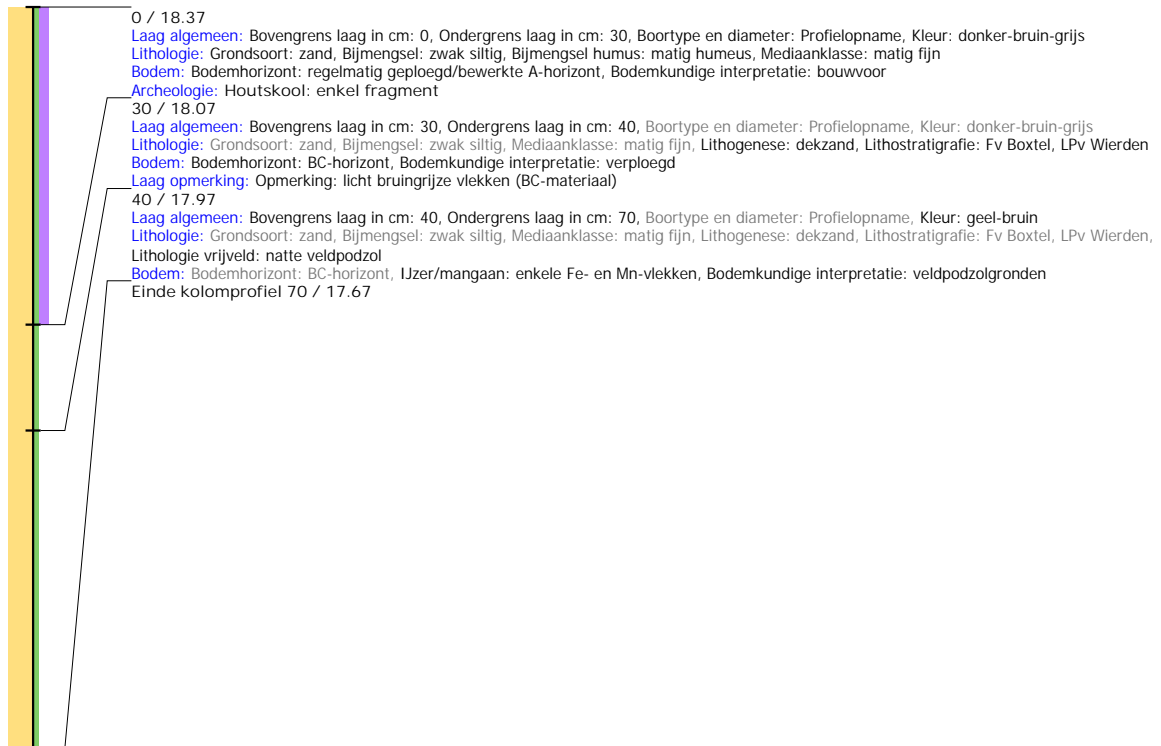 0 / 18.37
Laag algemeen: Bovengrens laag in cm: 0, Ondergrens laag in cm: 30, Boortype en diameter: Profielopname, Kleur: donker-bruin-grijs
Lithologie: Grondsoort: zand, Bijmengsel: zwak siltig, Bijmengsel humus: matig humeus, Mediaanklasse: matig fijn
Bodem: Bodemhorizont: regelmatig geploegd/bewerkte A-horizont, Bodemkundige interpretatie: bouwvoor
Archeologie: Houtskool: enkel fragment
30 / 18.07
Laag algemeen: Bovengrens laag in cm: 30, Ondergrens laag in cm: 40, Boortype en diameter: Profielopname, Kleur: donker-bruin-grijs
Lithologie: Grondsoort: zand, Bijmengsel: zwak siltig, Mediaanklasse: matig fijn, Lithogenese: dekzand, Lithostratigrafie: Fv Boxtel, LPv Wierden
Bodem: Bodemhorizont: BC-horizont, Bodemkundige interpretatie: verploegd
Laag opmerking: Opmerking: licht bruingrijze vlekken (BC-materiaal)
40 / 17.97
Laag algemeen: Bovengrens laag in cm: 40, Ondergrens laag in cm: 70, Boortype en diameter: Profielopname, Kleur: geel-bruin
Lithologie: Grondsoort: zand, Bijmengsel: zwak siltig, Mediaanklasse: matig fijn, Lithogenese: dekzand, Lithostratigrafie: Fv Boxtel, LPv Wierden,
Lithologie vrijveld: natte veldpodzol
Bodem: Bodemhorizont: BC-horizont, IJzer/mangaan: enkele Fe- en Mn-vlekken, Bodemkundige interpretatie: veldpodzolgronden
Einde kolomprofiel 70 / 17.67